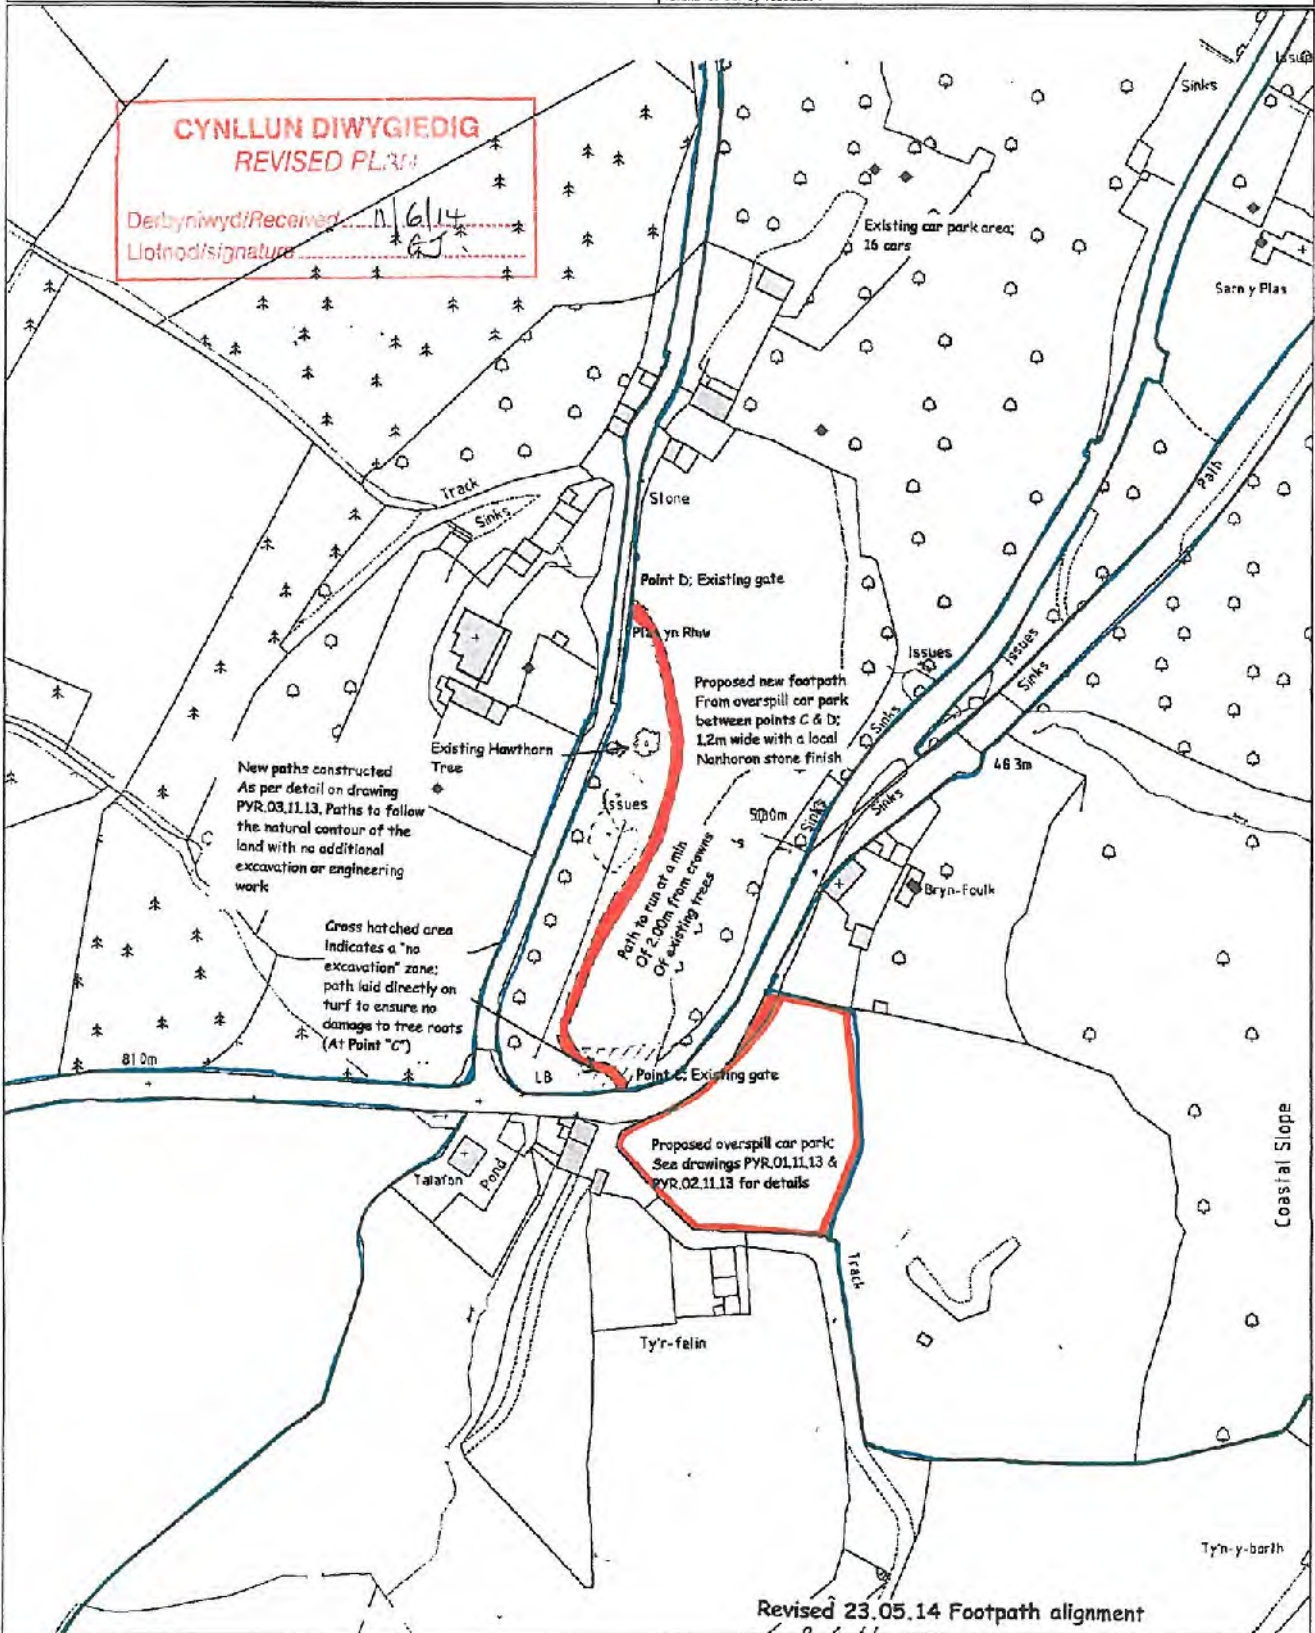 CYNLLUN DIWYGIEDIG
REVISED PLAN
Derbyniwyd/Received 11/6/14
Llofnod/signature
Issues
Sinks
Existing car park area;
16 cars
Sarn y Plas
Track
Sinks
Stone
Path
Point D; Existing gate
Plas yn Rhiw
Issues
Issues
Sinks
Proposed new footpath
From overspill car park
between points C & D;
1.2m wide with a local
Nanhoron stone finish
Sinks
Existing Hawthorn
Tree
46.3m
New paths constructed
As per detail on drawing
PYR.03.11.13. Paths to follow
the natural contour of the
land with no additional
excavation or engineering
work
Issues
Sinks
Sinks
Path to run at a min
Of 2.00m from crowns
Of existing trees
Bryn-Foulk
Cross hatched area
indicates a "no
excavation" zone;
path laid directly on
turf to ensure no
damage to tree roots
(At Point "C")
81.0m
LB
Point C; Existing gate
Proposed overspill car park;
See drawings PYR.01.11.13 &
PYR.02.11.13 for details
Talafon
Pond
Coastal Slope
Track
Ty'r-felin
Ty'n-y-barth
Revised 23.05.14 Footpath alignment